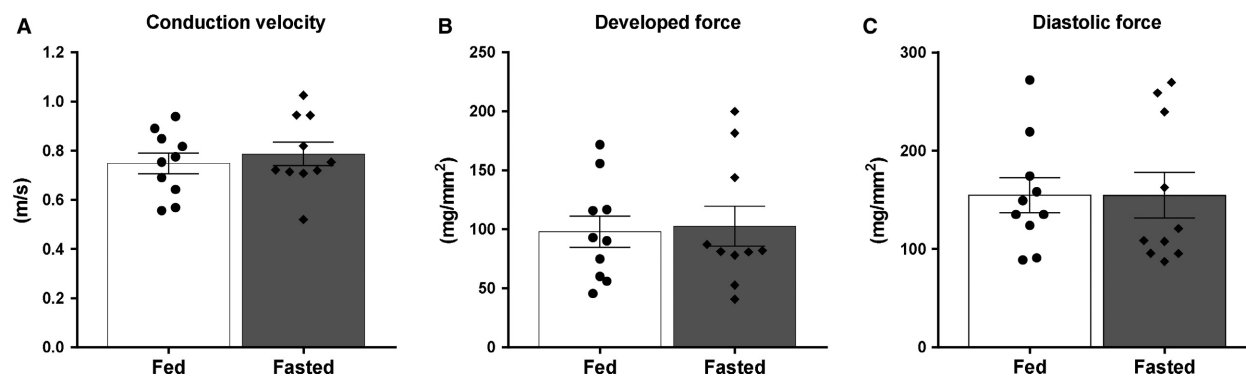 A Conduction velocity
(m/s)
1.2
1.0
0.8
0.6
0.4
0.2
0.0
Fed Fasted
B Developed force
(mg/mm²)
250
200
150
100
50
0
Fed Fasted
C Diastolic force
(mg/mm²)
300
200
100
0
Fed Fasted